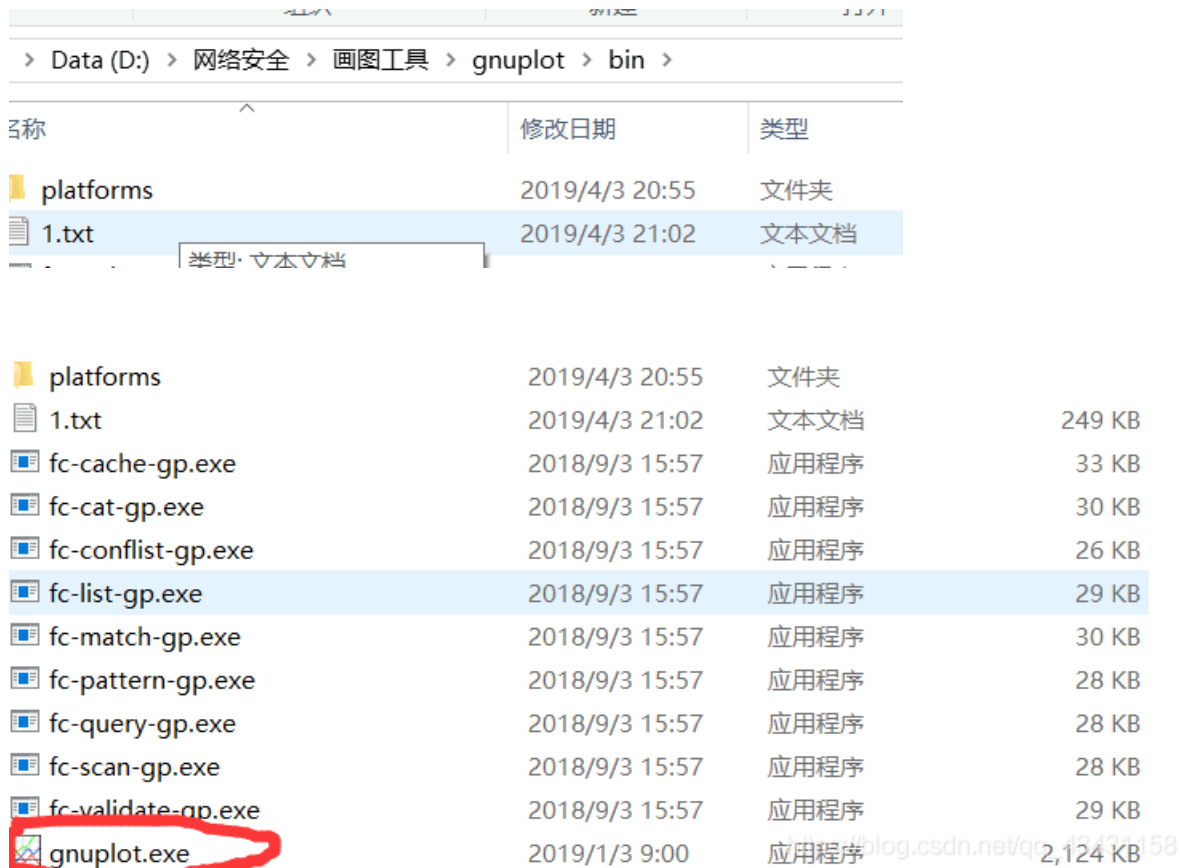 Data (D:) > 网络安全 > 画图工具 > gnuplot > bin >
名称 修改日期 类型
platforms 2019/4/3 20:55 文件夹
1.txt 2019/4/3 21:02 文本文档
类型: 文本文档
platforms 2019/4/3 20:55 文件夹
1.txt 2019/4/3 21:02 文本文档 249 KB
fc-cache-gp.exe 2018/9/3 15:57 应用程序 33 KB
fc-cat-gp.exe 2018/9/3 15:57 应用程序 30 KB
fc-conflist-gp.exe 2018/9/3 15:57 应用程序 26 KB
fc-list-gp.exe 2018/9/3 15:57 应用程序 29 KB
fc-match-gp.exe 2018/9/3 15:57 应用程序 30 KB
fc-pattern-gp.exe 2018/9/3 15:57 应用程序 28 KB
fc-query-gp.exe 2018/9/3 15:57 应用程序 28 KB
fc-scan-gp.exe 2018/9/3 15:57 应用程序 28 KB
fc-validate-gp.exe 2018/9/3 15:57 应用程序 29 KB
gnuplot.exe 2019/1/3 9:00 应用程序 2,124 KB